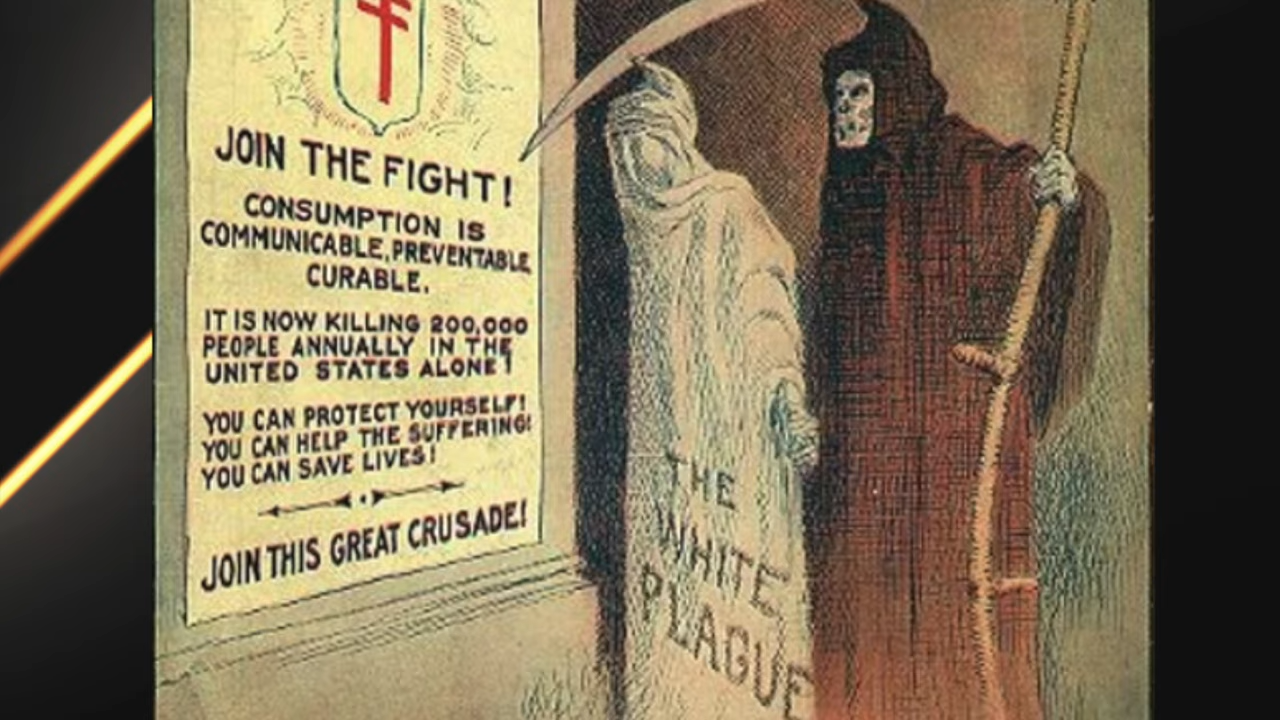 JOIN THE FIGHT!
CONSUMPTION IS
COMMUNICABLE, PREVENTABLE,
CURABLE.
IT IS NOW KILLING 200,000
PEOPLE ANNUALLY IN THE
UNITED STATES ALONE!
YOU CAN PROTECT YOURSELF!
YOU CAN HELP THE SUFFERING!
YOU CAN SAVE LIVES!
JOIN THIS GREAT CRUSADE!
THE
WHITE
PLAGUE